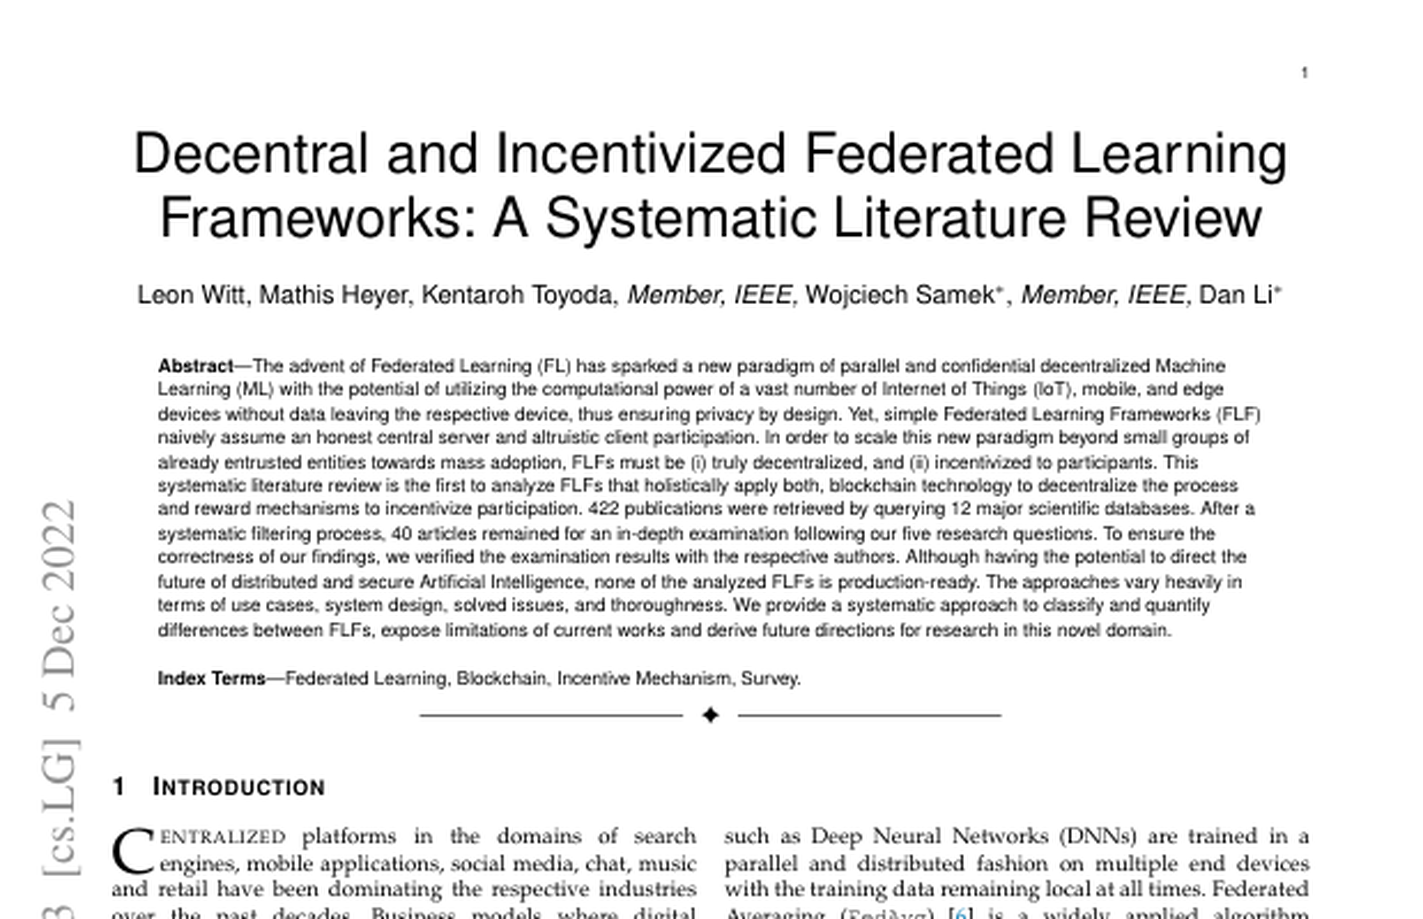 1
Decentral and Incentivized Federated Learning
Frameworks: A Systematic Literature Review
Leon Witt, Mathis Heyer, Kentaroh Toyoda, Member, IEEE, Wojciech Samek*, Member, IEEE, Dan Li*
Abstract—The advent of Federated Learning (FL) has sparked a new paradigm of parallel and confidential decentralized Machine
Learning (ML) with the potential of utilizing the computational power of a vast number of Internet of Things (IoT), mobile, and edge
devices without data leaving the respective device, thus ensuring privacy by design. Yet, simple Federated Learning Frameworks (FLF)
naively assume an honest central server and altruistic client participation. In order to scale this new paradigm beyond small groups of
already entrusted entities towards mass adoption, FLFs must be (i) truly decentralized, and (ii) incentivized to participants. This
systematic literature review is the first to analyze FLFs that holistically apply both, blockchain technology to decentralize the process
and reward mechanisms to incentivize participation. 422 publications were retrieved by querying 12 major scientific databases. After a
systematic filtering process, 40 articles remained for an in-depth examination following our five research questions. To ensure the
correctness of our findings, we verified the examination results with the respective authors. Although having the potential to direct the
future of distributed and secure Artificial Intelligence, none of the analyzed FLFs is production-ready. The approaches vary heavily in
terms of use cases, system design, solved issues, and thoroughness. We provide a systematic approach to classify and quantify
differences between FLFs, expose limitations of current works and derive future directions for research in this novel domain.
Index Terms—Federated Learning, Blockchain, Incentive Mechanism, Survey.
[cs.LG] 5 Dec 2022
1 INTRODUCTION
CENTRALIZED platforms in the domains of search
engines, mobile applications, social media, chat, music
and retail have been dominating the respective industries
over the past decades. Business models where digital
such as Deep Neural Networks (DNNs) are trained in a
parallel and distributed fashion on multiple end devices
with the training data remaining local at all times. Federated
Averaging (FedAvg) [6] is a widely applied algorithm